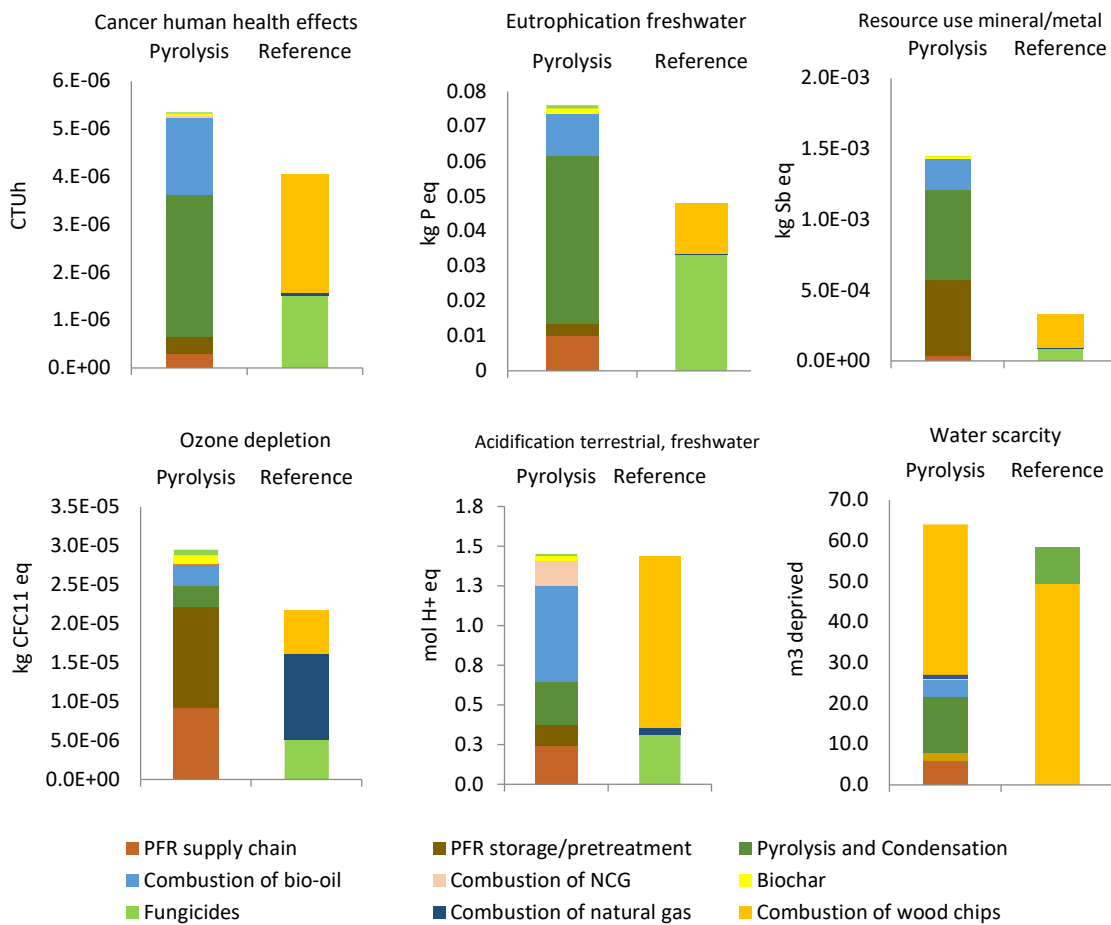 Cancer human health effects
Pyrolysis Reference
6.E-06
5.E-06
4.E-06
3.E-06
2.E-06
1.E-06
0.E+00
CTUh
Eutrophication freshwater
Pyrolysis Reference
0.08
0.07
0.06
0.05
0.04
0.03
0.02
0.01
0
kg P eq
Resource use mineral/metal
Pyrolysis Reference
2.0E-03
1.5E-03
1.0E-03
5.0E-04
0.0E+00
kg Sb eq
Ozone depletion
Pyrolysis Reference
3.5E-05
3.0E-05
2.5E-05
2.0E-05
1.5E-05
1.0E-05
5.0E-06
0.0E+00
kg CFC11 eq
Acidification terrestrial, freshwater
Pyrolysis Reference
1.8
1.5
1.3
1.0
0.8
0.5
0.3
0.0
mol H+ eq
Water scarcity
Pyrolysis Reference
70.0
60.0
50.0
40.0
30.0
20.0
10.0
0.0
m3 deprived
PFR supply chain PFR storage/pretreatment Pyrolysis and Condensation
Combustion of bio-oil Combustion of NCG Biochar
Fungicides Combustion of natural gas Combustion of wood chips